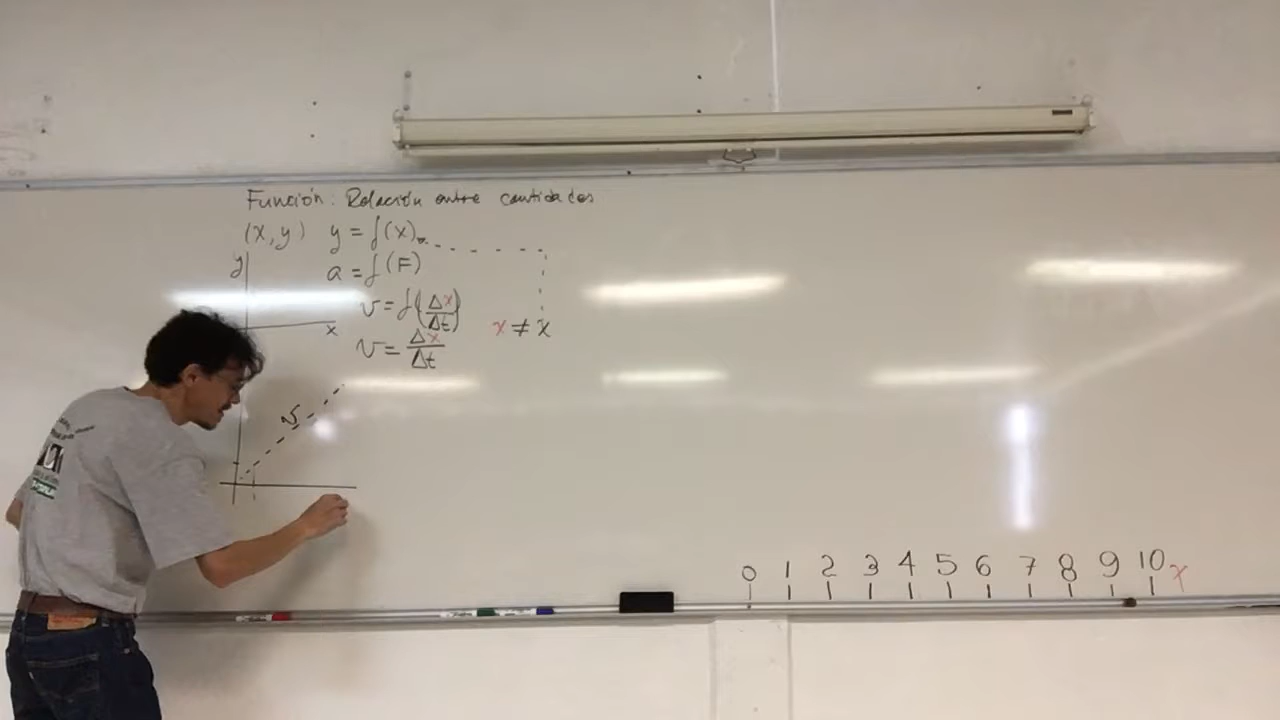 Función: Relación entre cantidades
(x, y) y = f(x)
y
a = f(F)
v = f(Δx/Δt)
x
x ≠ x
v = Δx/Δt
v
0 1 2 3 4 5 6 7 8 9 10 x